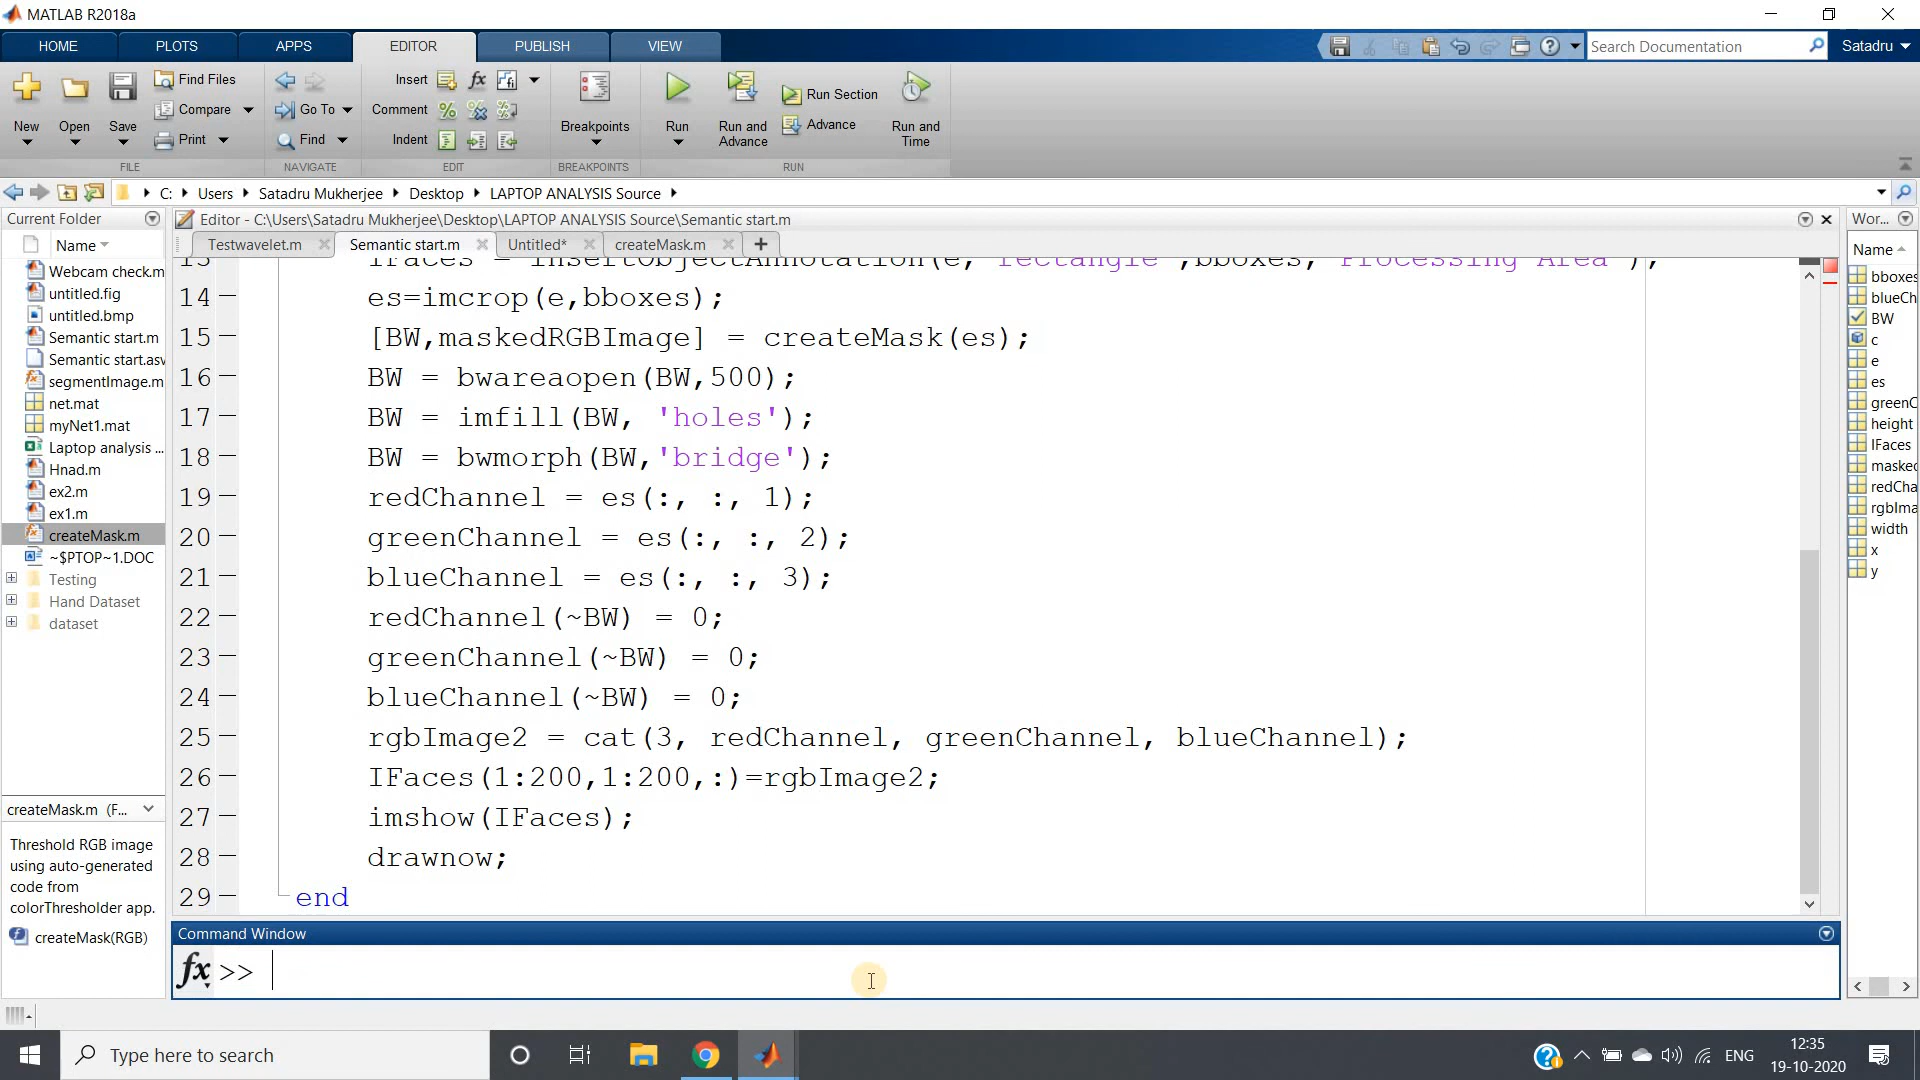 MATLAB R2018a
HOME PLOTS APPS EDITOR PUBLISH VIEW
Search Documentation
Satadru
New
Open
Save
Find Files
Compare
Print
FILE
Go To
Find
NAVIGATE
Insert
Comment
Indent
EDIT
Breakpoints
BREAKPOINTS
Run
Run and Advance
Run Section
Advance
Run and Time
RUN
C: Users Satadru Mukherjee Desktop LAPTOP ANALYSIS Source
Current Folder
Name
Webcam check.m
untitled.fig
untitled.bmp
Semantic start.m
Semantic start.asv
segmentImage.m
net.mat
myNet1.mat
Laptop analysis ...
Hnad.m
ex2.m
ex1.m
createMask.m
~$PTOP~1.DOC
Testing
Hand Dataset
dataset
createMask.m (F...
Threshold RGB image
using auto-generated
code from
colorThresholder app.
createMask(RGB)
Editor - C:\Users\Satadru Mukherjee\Desktop\LAPTOP ANALYSIS Source\Semantic start.m
Testwavelet.m Semantic start.m Untitled* createMask.m
13 IFaces = insertObjectAnnotation(e,'rectangle',bboxes,'Processing Area');
14 es=imcrop(e,bboxes);
15 [BW,maskedRGBImage] = createMask(es);
16 BW = bwareaopen(BW,500);
17 BW = imfill(BW, 'holes');
18 BW = bwmorph(BW,'bridge');
19 redChannel = es(:, :, 1);
20 greenChannel = es(:, :, 2);
21 blueChannel = es(:, :, 3);
22 redChannel(~BW) = 0;
23 greenChannel(~BW) = 0;
24 blueChannel(~BW) = 0;
25 rgbImage2 = cat(3, redChannel, greenChannel, blueChannel);
26 IFaces(1:200,1:200,:)=rgbImage2;
27 imshow(IFaces);
28 drawnow;
29 end
Command Window
fx >>
Wor...
Name
bboxes
blueCh
BW
c
e
es
greenC
height
IFaces
masked
redCha
rgbIma
width
x
y
Type here to search
ENG
12:35
19-10-2020